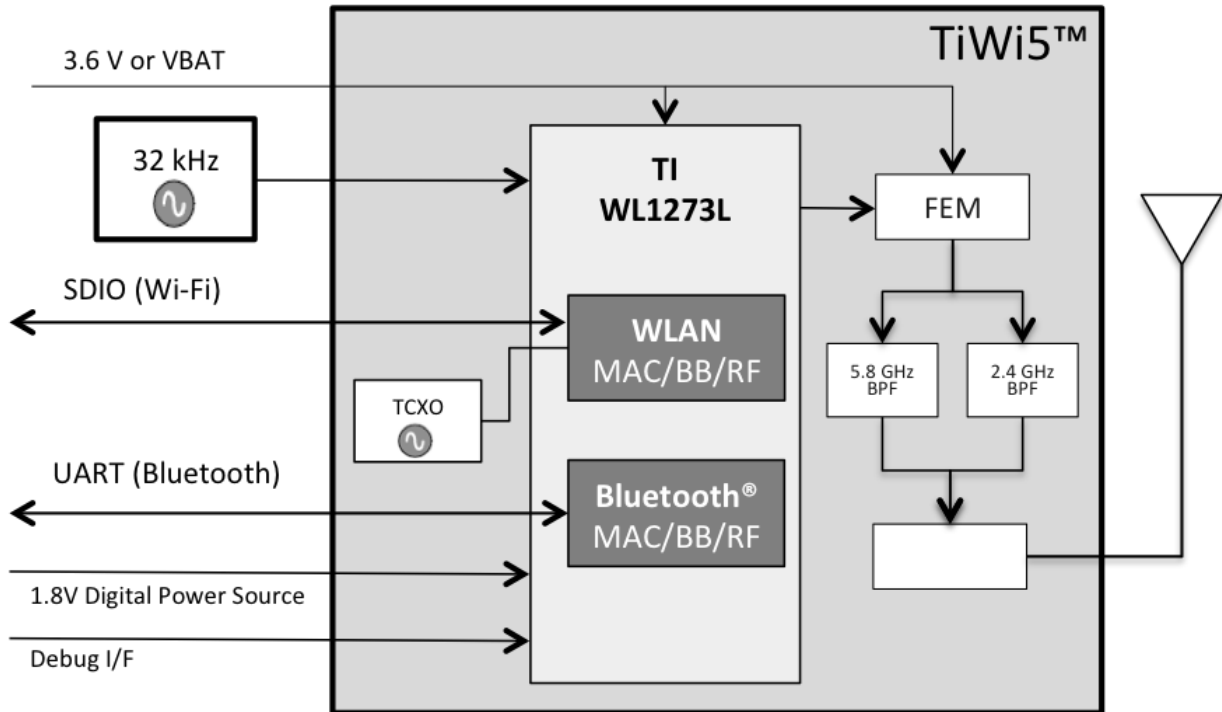 TiWi5™
3.6 V or VBAT
32 kHz
TI
WL1273L
FEM
SDIO (Wi-Fi)
WLAN
MAC/BB/RF
5.8 GHz
BPF
2.4 GHz
BPF
TCXO
UART (Bluetooth)
Bluetooth®
MAC/BB/RF
1.8V Digital Power Source
Debug I/F